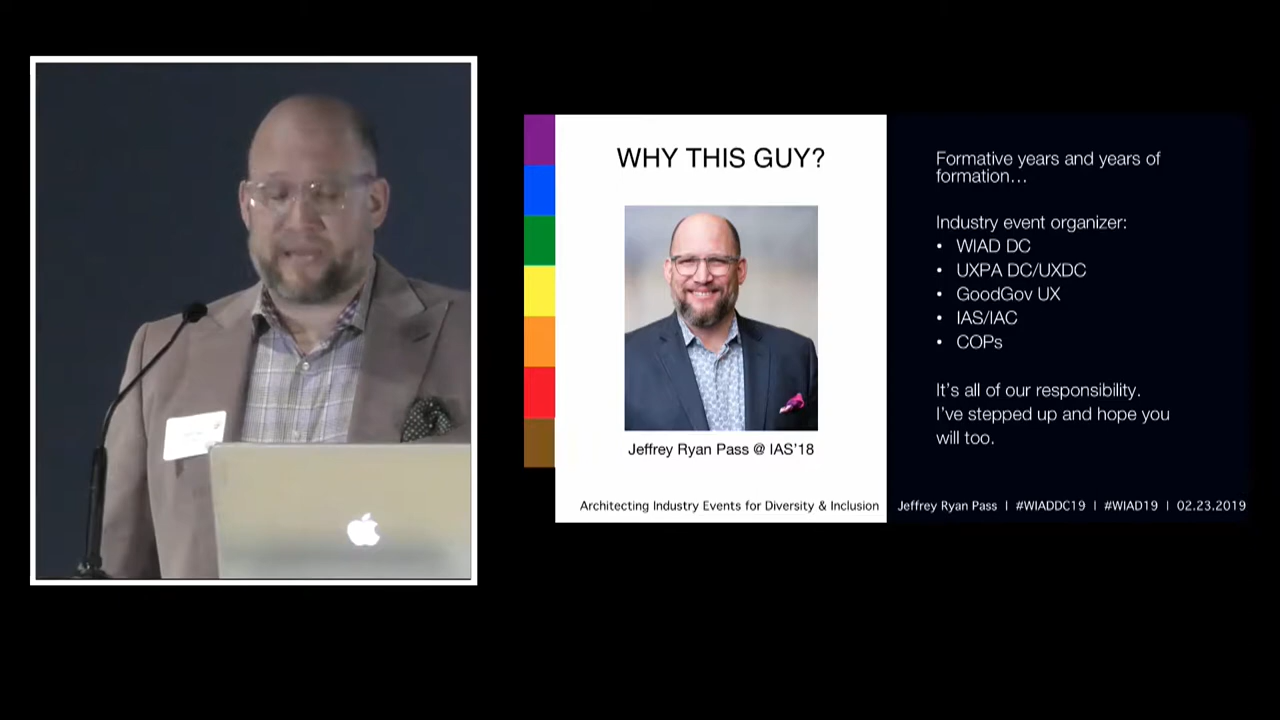 WHY THIS GUY?
Jeffrey Ryan Pass @ IAS'18
Architecting Industry Events for Diversity & Inclusion
Formative years and years of
formation…
Industry event organizer:
• WIAD DC
• UXPA DC/UXDC
• GoodGov UX
• IAS/IAC
• COPs
It's all of our responsibility.
I've stepped up and hope you
will too.
Jeffrey Ryan Pass | #WIADDC19 | #WIAD19 | 02.23.2019